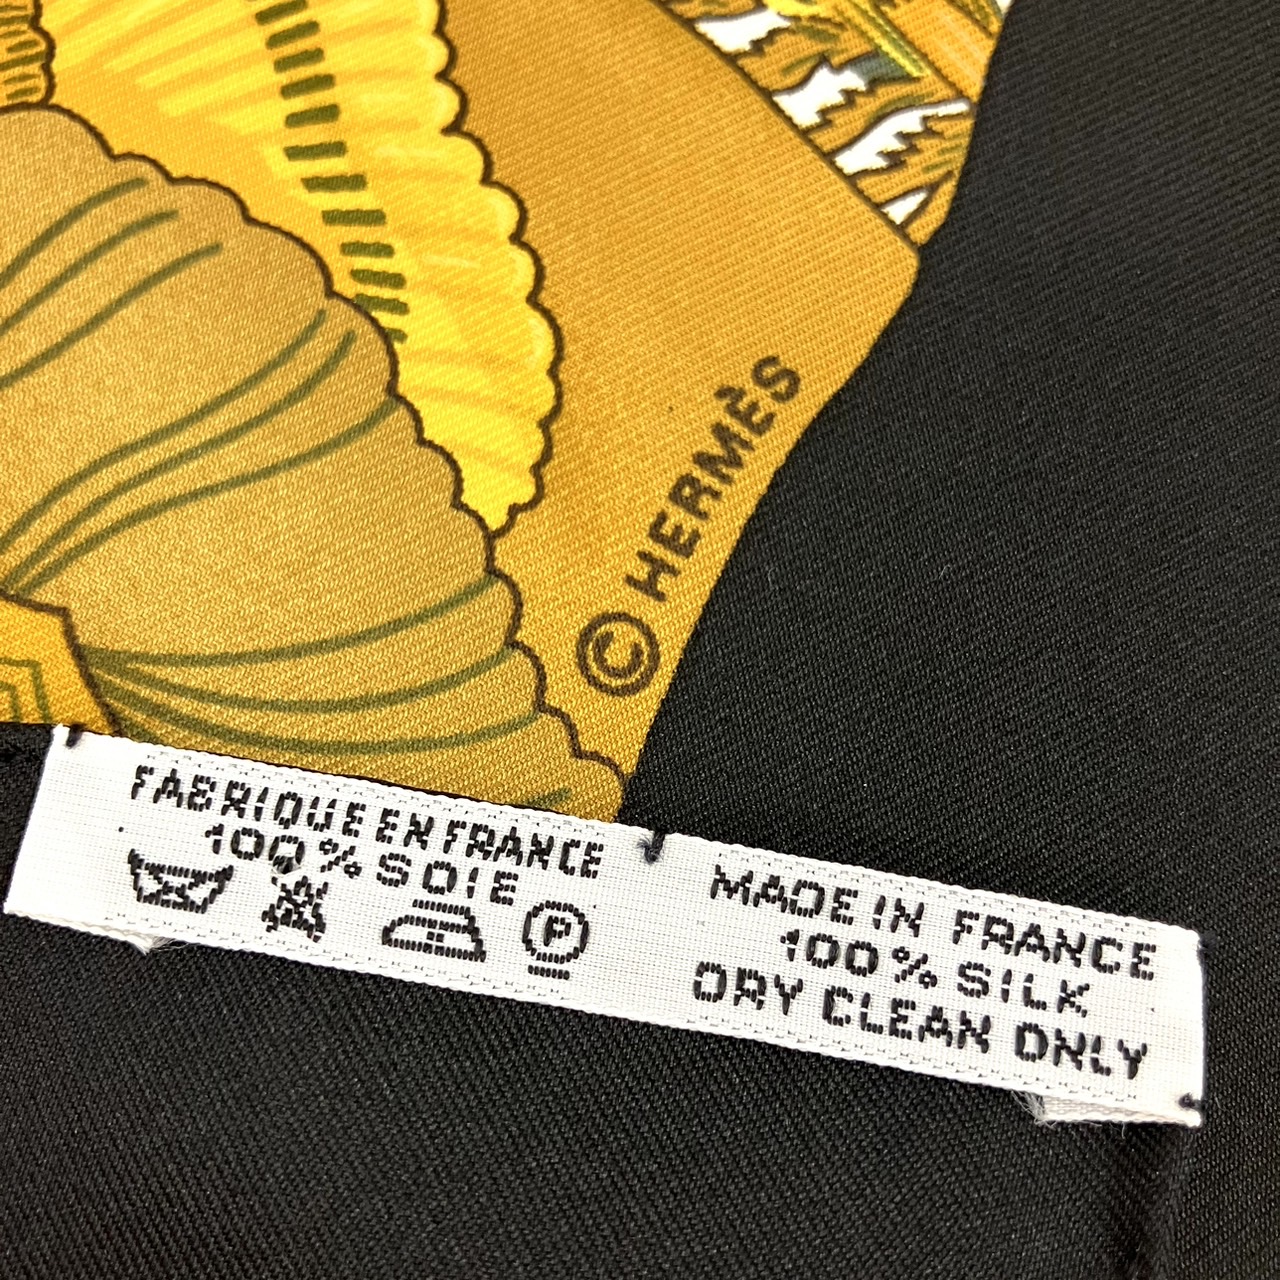 © HERMÈS
FABRIQUE EN FRANCE
100% SOIE
P
MADE IN FRANCE
100% SILK
DRY CLEAN ONLY